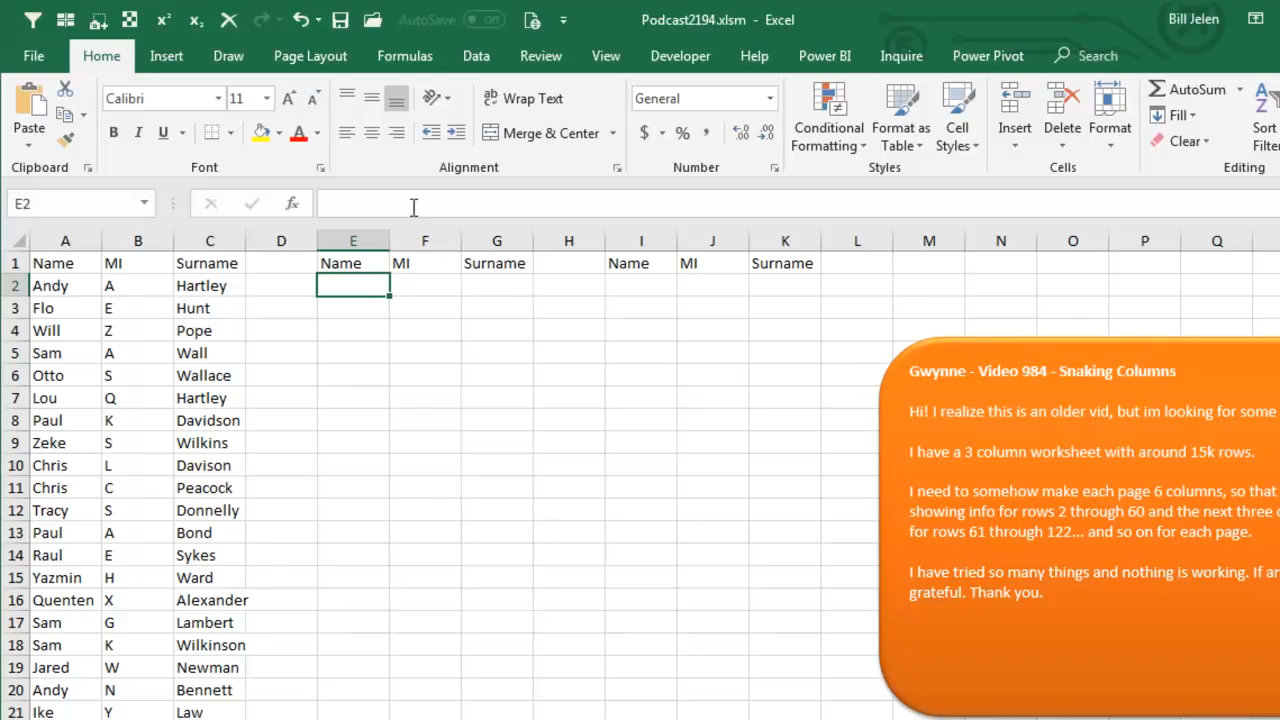 AutoSave Off Podcast2194.xlsm - Excel Bill Jelen
File Home Insert Draw Page Layout Formulas Data Review View Developer Help Power BI Inquire Power Pivot Search
Calibri 11 Wrap Text General Conditional Format as Cell Insert Delete Format AutoSum
Paste B I U Merge & Center $ % , Formatting Table Styles Fill Sort
Clear Filter
Clipboard Font Alignment Number Styles Cells Editing
E2 fx
A B C D E F G H I J K L M N O P Q
1 Name MI Surname Name MI Surname Name MI Surname
2 Andy A Hartley
3 Flo E Hunt
4 Will Z Pope
5 Sam A Wall
6 Otto S Wallace
7 Lou Q Hartley
8 Paul K Davidson
9 Zeke S Wilkins
10 Chris L Davison
11 Chris C Peacock
12 Tracy S Donnelly
13 Paul A Bond
14 Raul E Sykes
15 Yazmin H Ward
16 Quenten X Alexander
17 Sam G Lambert
18 Sam K Wilkinson
19 Jared W Newman
20 Andy N Bennett
21 Ike Y Law
Gwynne - Video 984 - Snaking Columns
Hi! I realize this is an older vid, but im looking for some
I have a 3 column worksheet with around 15k rows.
I need to somehow make each page 6 columns, so that
showing info for rows 2 through 60 and the next three
for rows 61 through 122... and so on for each page.
I have tried so many things and nothing is working. If
grateful. Thank you.